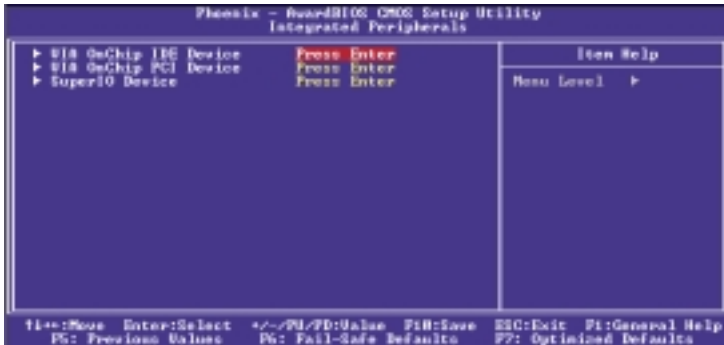 Phoenix - AwardBIOS CMOS Setup Utility
Integrated Peripherals
▶ VIA OnChip IDE Device Press Enter
▶ VIA OnChip PCI Device Press Enter
▶ SuperIO Device Press Enter
Item Help
Menu Level ▶
↑↓→←:Move Enter:Select +/-/PU/PD:Value F10:Save ESC:Exit F1:General Help
F5: Previous Values F6: Fail-Safe Defaults F7: Optimized Defaults